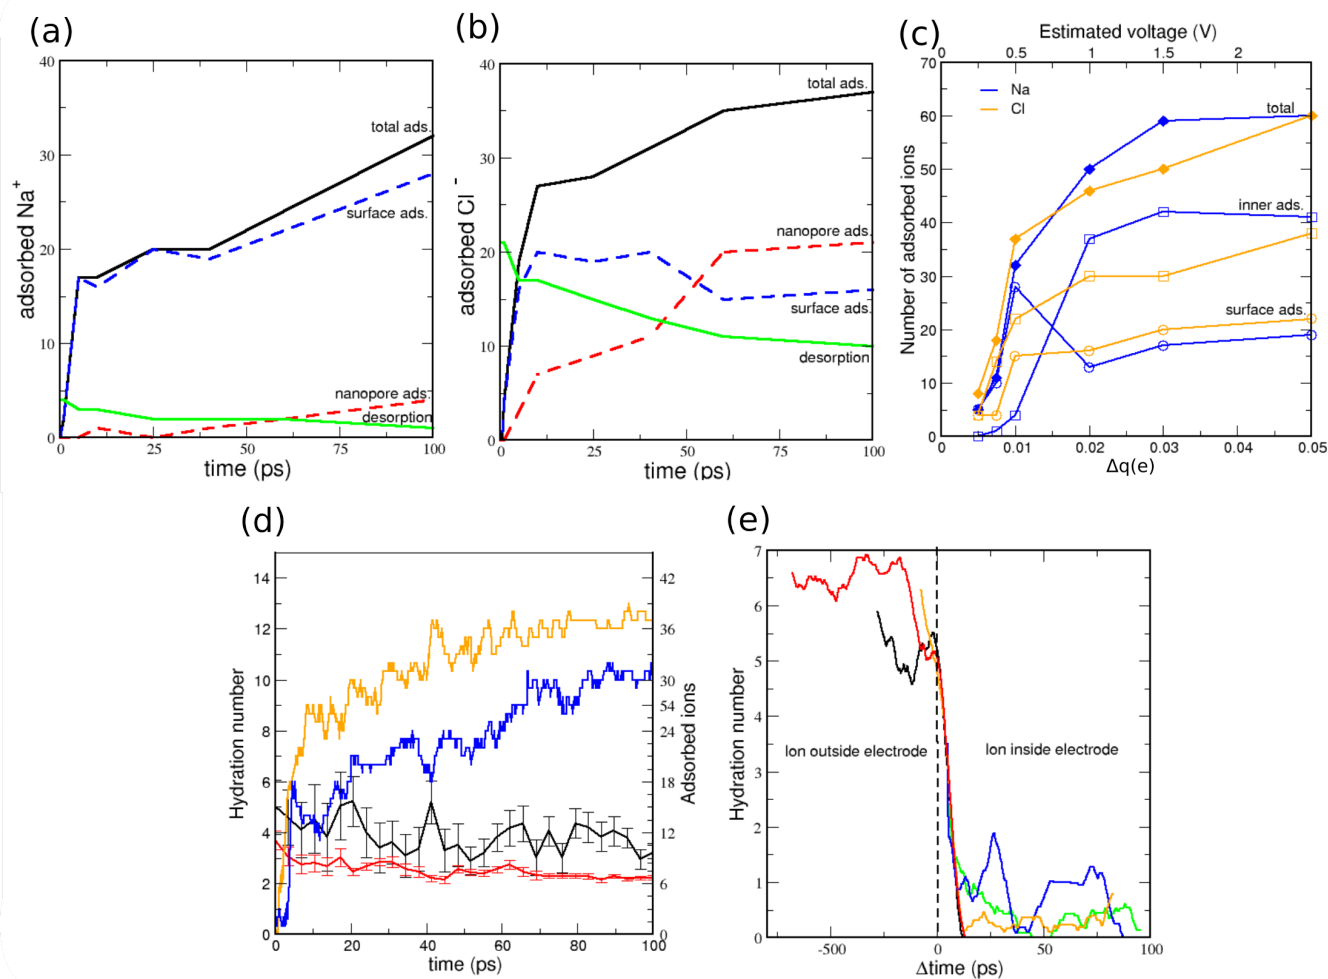 (a)
40
30
20
10
0
adsorbed Na+
total ads.
surface ads.
nanopore ads.
desorption
0 25 50 75 100
time (ps)
(b)
40
30
20
10
0
adsorbed Cl -
total ads.
nanopore ads.
surface ads.
desorption
0 25 50 75 100
time (ps)
(c)
Estimated voltage (V)
0 0.5 1 1.5 2
70
60
50
40
30
20
10
0
Number of adsorbed ions
Na
Cl
total
inner ads.
surface ads.
0 0.01 0.02 0.03 0.04 0.05
Δq(e)
(d)
14
12
10
8
6
4
2
0
Hydration number
42
36
30
54
24
18
12
6
0
Adsorbed ions
0 20 40 60 80 100
time (ps)
(e)
7
6
5
4
3
2
1
0
Hydration number
Ion outside electrode
Ion inside electrode
-500 0 50 50 100
Δtime (ps)